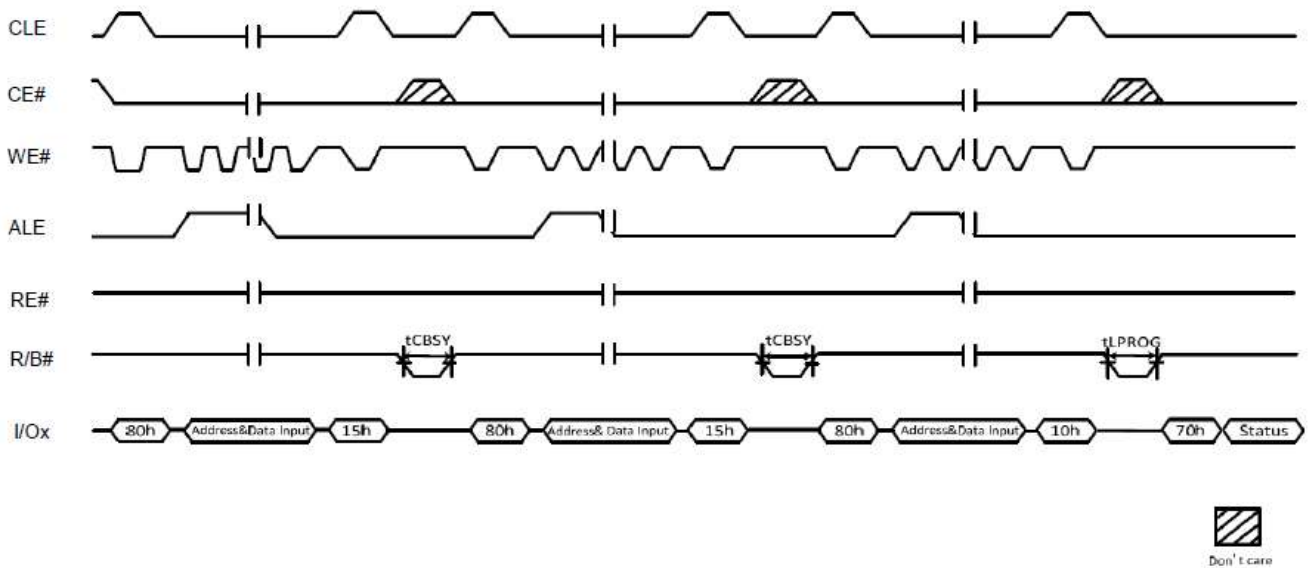 CLE
CE#
WE#
ALE
RE#
R/B# tCBSY tCBSY tLPROG
I/Ox 80h Address&Data Input 15h 80h Address& Data Input 15h 80h Address&Data Input 10h 70h Status
Don't care